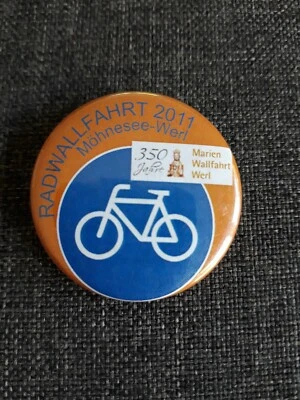 RADWALLFAHRT 2011
Möhnesee-Werl
350
Jahre
Marien
Wallfahrt
Werl